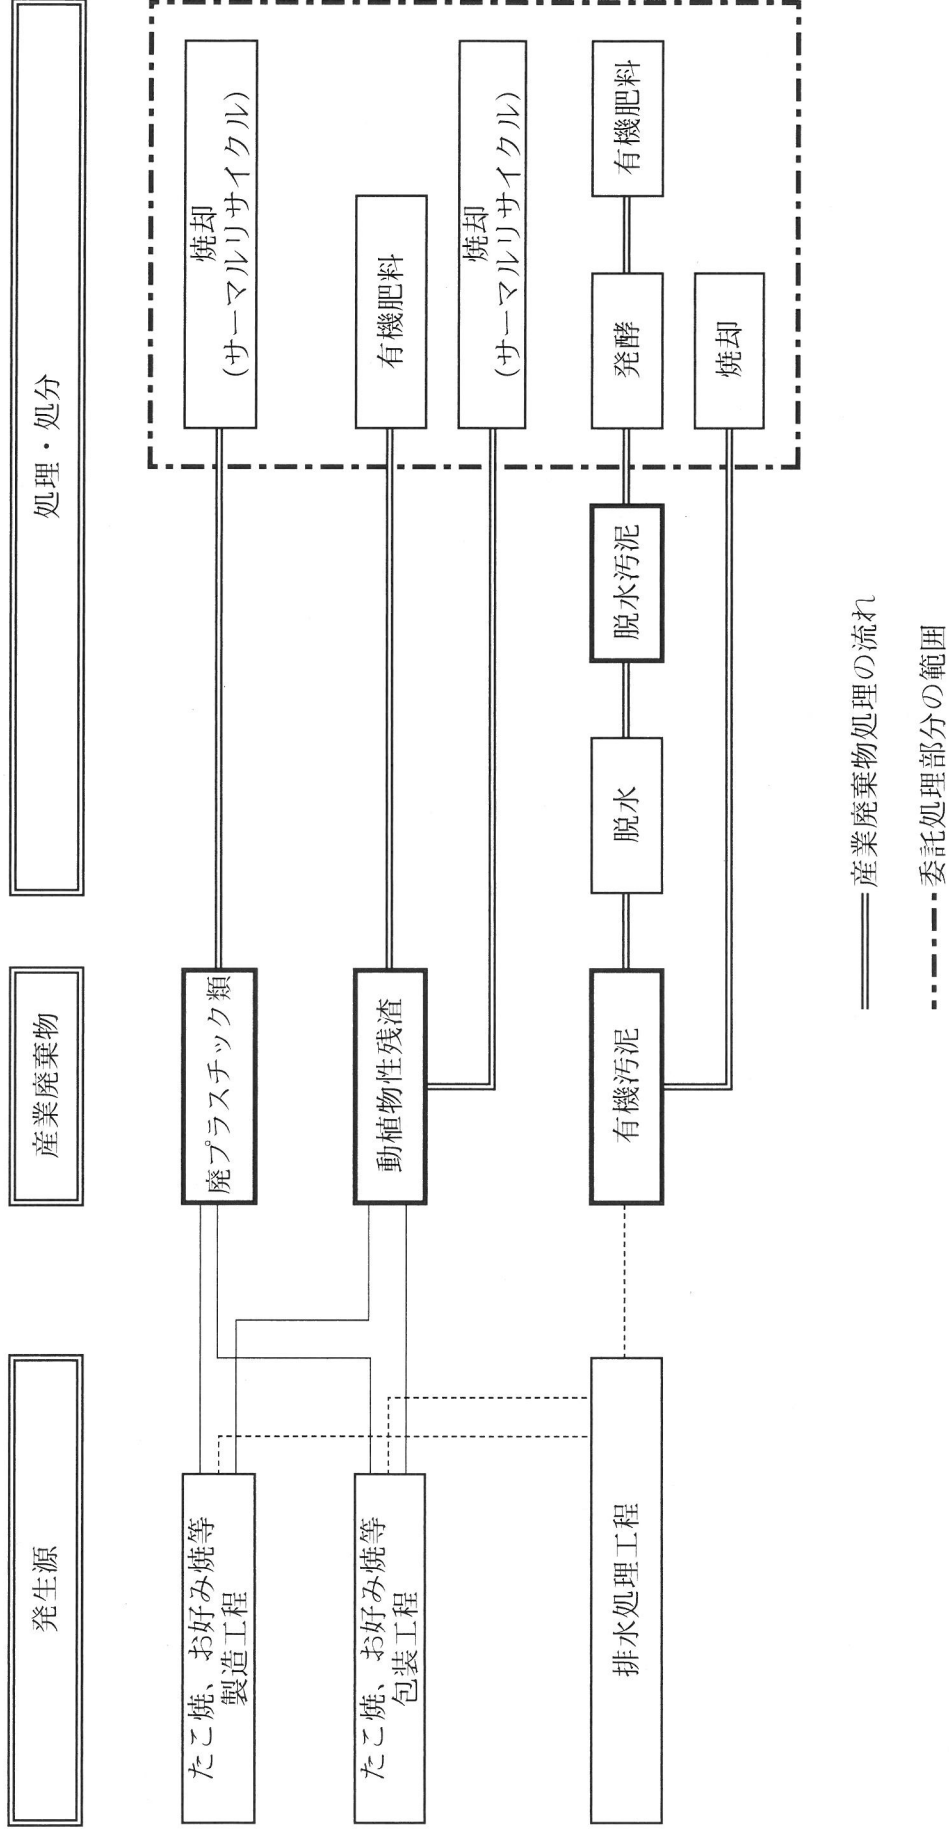 発生源
産業廃棄物
処理・処分
たこ焼、お好み焼等
製造工程
廃プラスチック類
焼却
(サーマルリサイクル)
たこ焼、お好み焼等
包装工程
動植物性残渣
有機肥料
焼却
(サーマルリサイクル)
排水処理工程
有機汚泥
脱水
脱水汚泥
発酵
有機肥料
焼却
産業廃棄物処理の流れ
委託処理部分の範囲